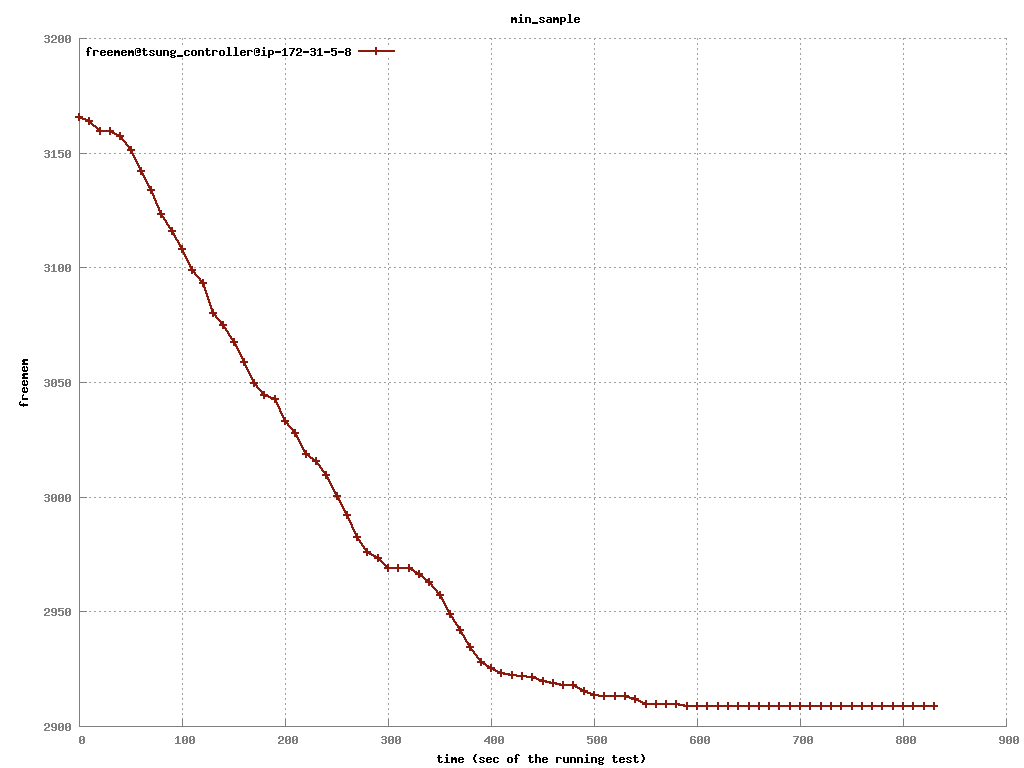 min_sample
freemem@tsung_controller@ip-172-31-5-8
3200
3150
3100
3050
3000
2950
2900
freemem
0 100 200 300 400 500 600 700 800 900
time (sec of the running test)